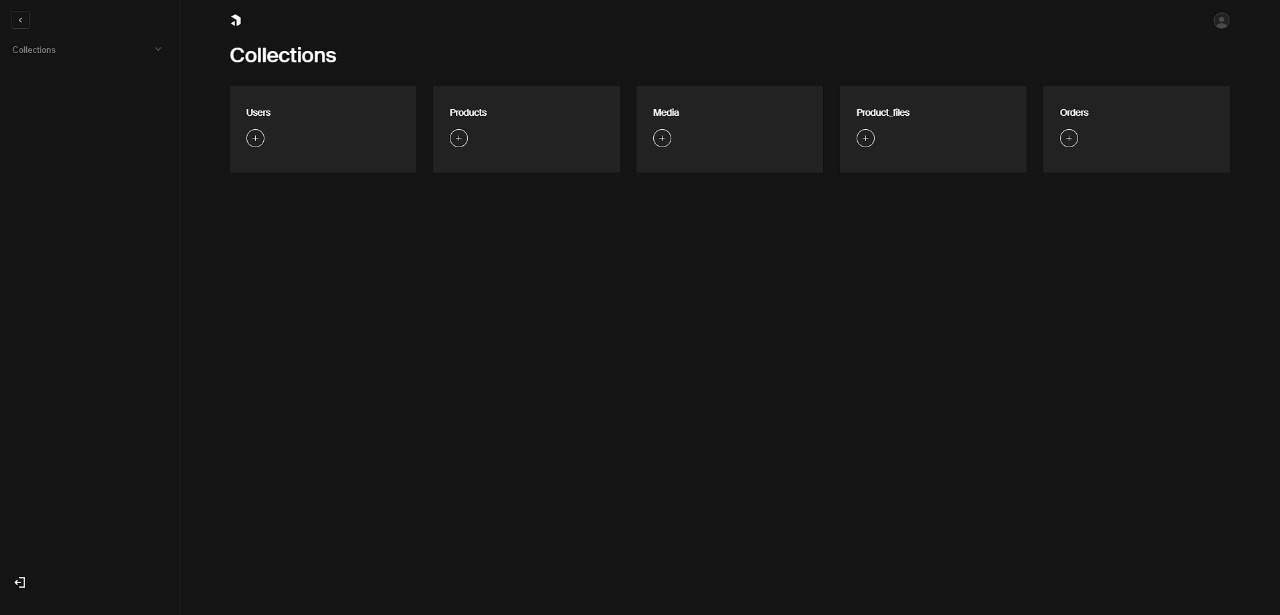 Collections
Collections
Users
Products
Media
Product_files
Orders